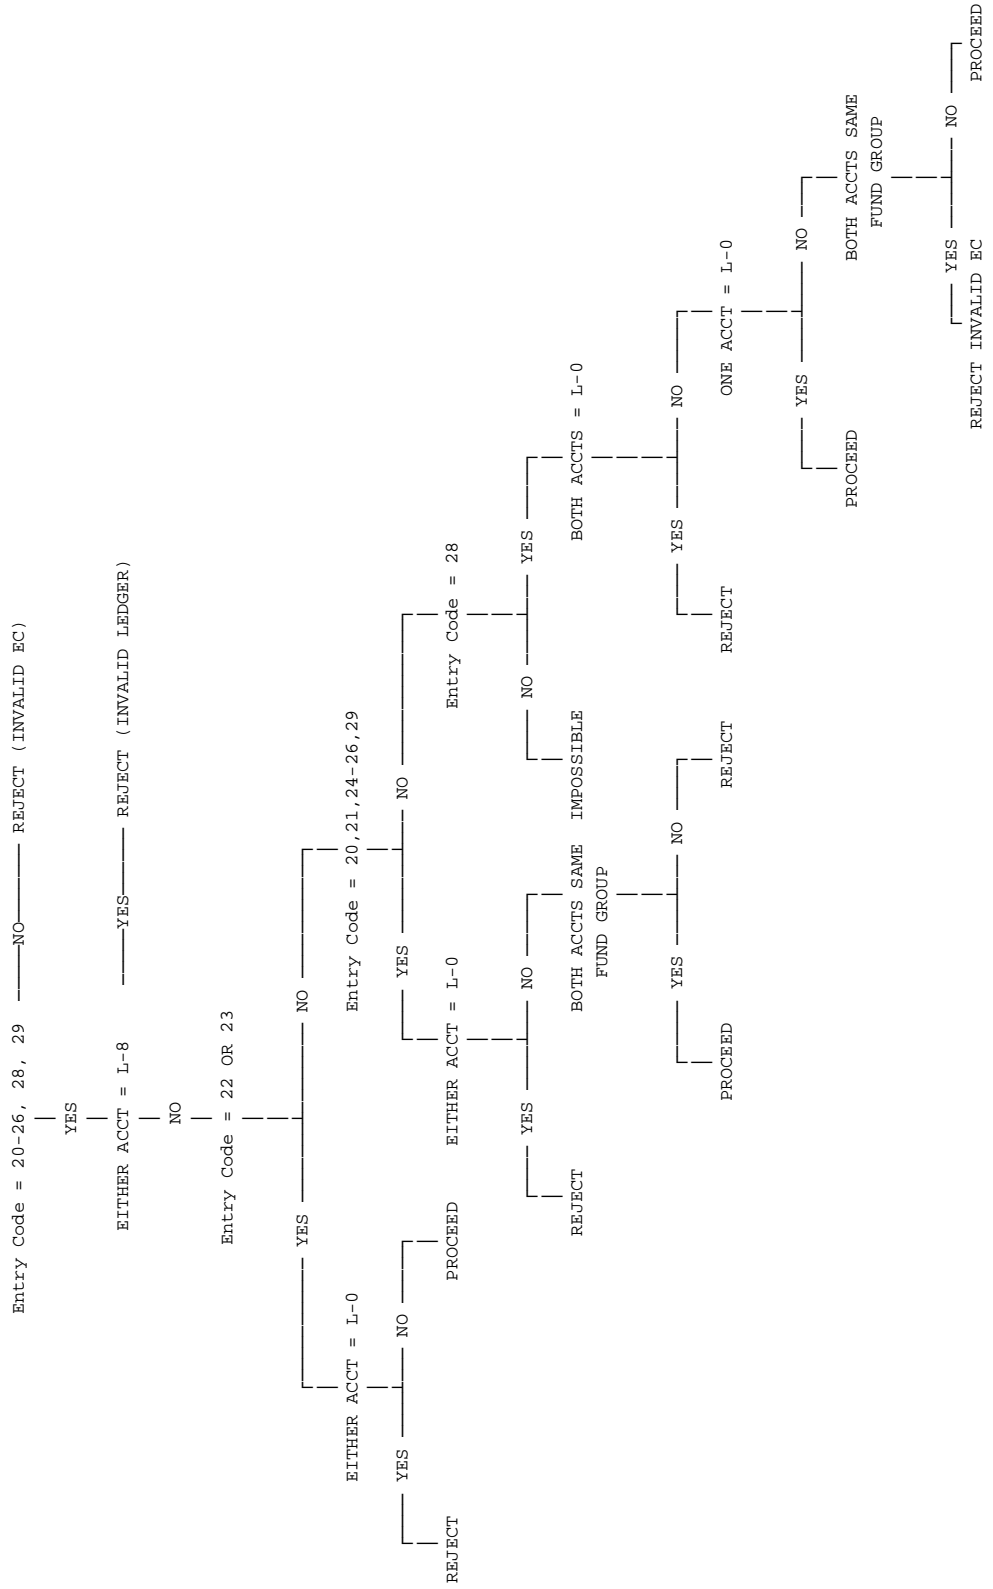 Entry Code = 20-26, 28, 29 NO REJECT (INVALID EC)
YES
EITHER ACCT = L-8 YES REJECT (INVALID LEDGER)
NO
Entry Code = 22 OR 23
YES NO
EITHER ACCT = L-0 Entry Code = 20,21,24-26,29
YES NO YES NO
REJECT PROCEED EITHER ACCT = L-0 Entry Code = 28
YES NO NO YES
REJECT BOTH ACCTS SAME IMPOSSIBLE BOTH ACCTS = L-0
FUND GROUP
YES NO YES NO
PROCEED REJECT REJECT ONE ACCT = L-0
YES NO
PROCEED BOTH ACCTS SAME
FUND GROUP
YES NO
REJECT INVALID EC PROCEED